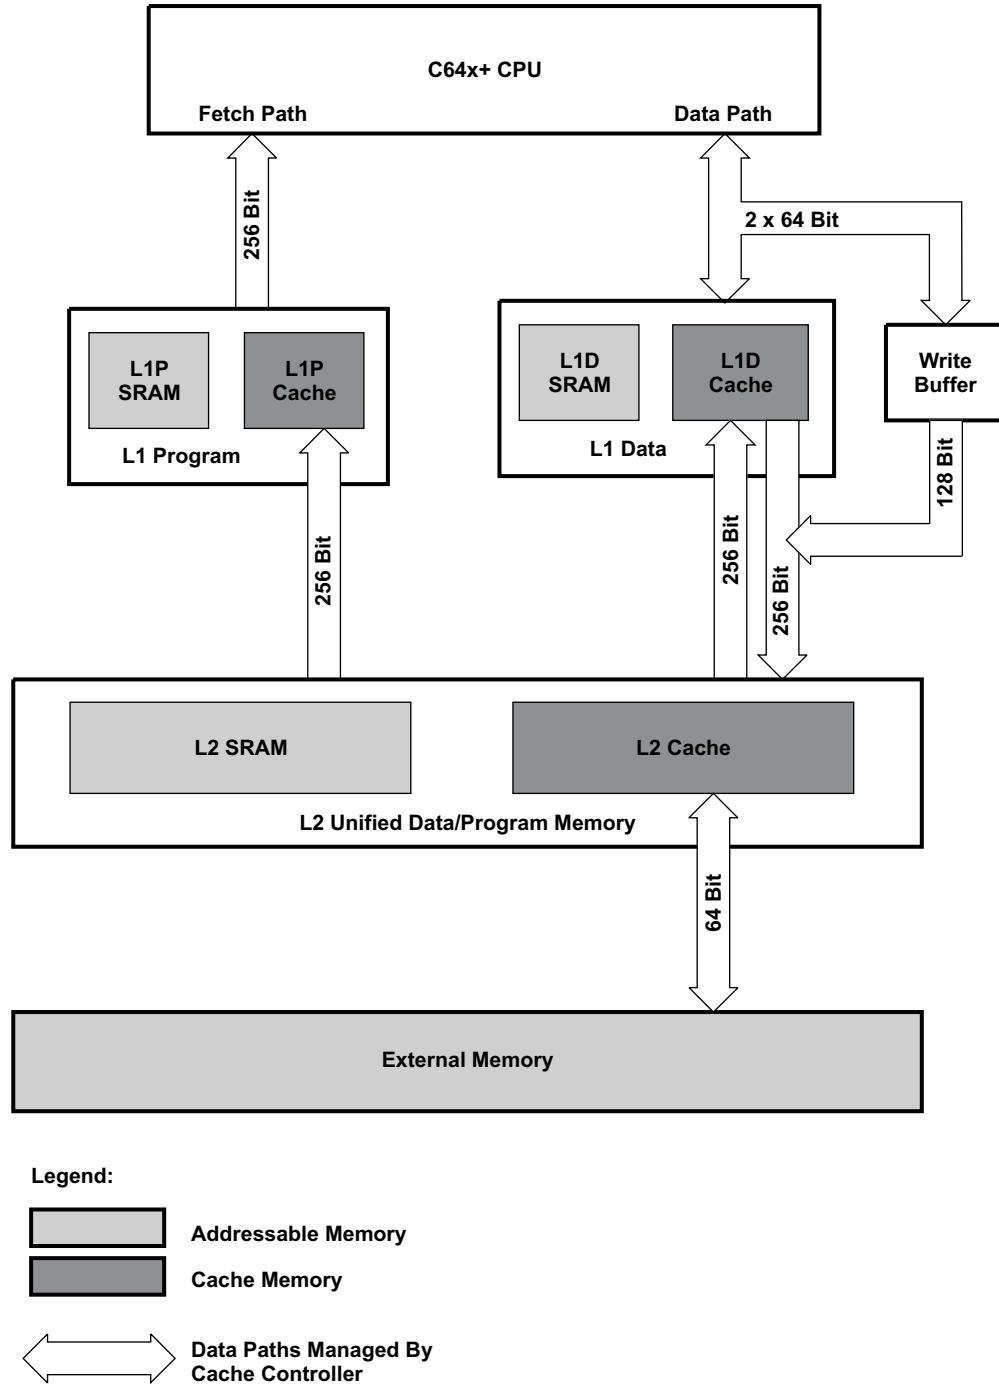 C64x+ CPU
Fetch Path
Data Path
256 Bit
2 x 64 Bit
L1P
SRAM
L1P
Cache
L1 Program
L1D
SRAM
L1D
Cache
L1 Data
Write
Buffer
128 Bit
256 Bit
256 Bit
256 Bit
L2 SRAM
L2 Cache
L2 Unified Data/Program Memory
64 Bit
External Memory
Legend:
Addressable Memory
Cache Memory
Data Paths Managed By
Cache Controller